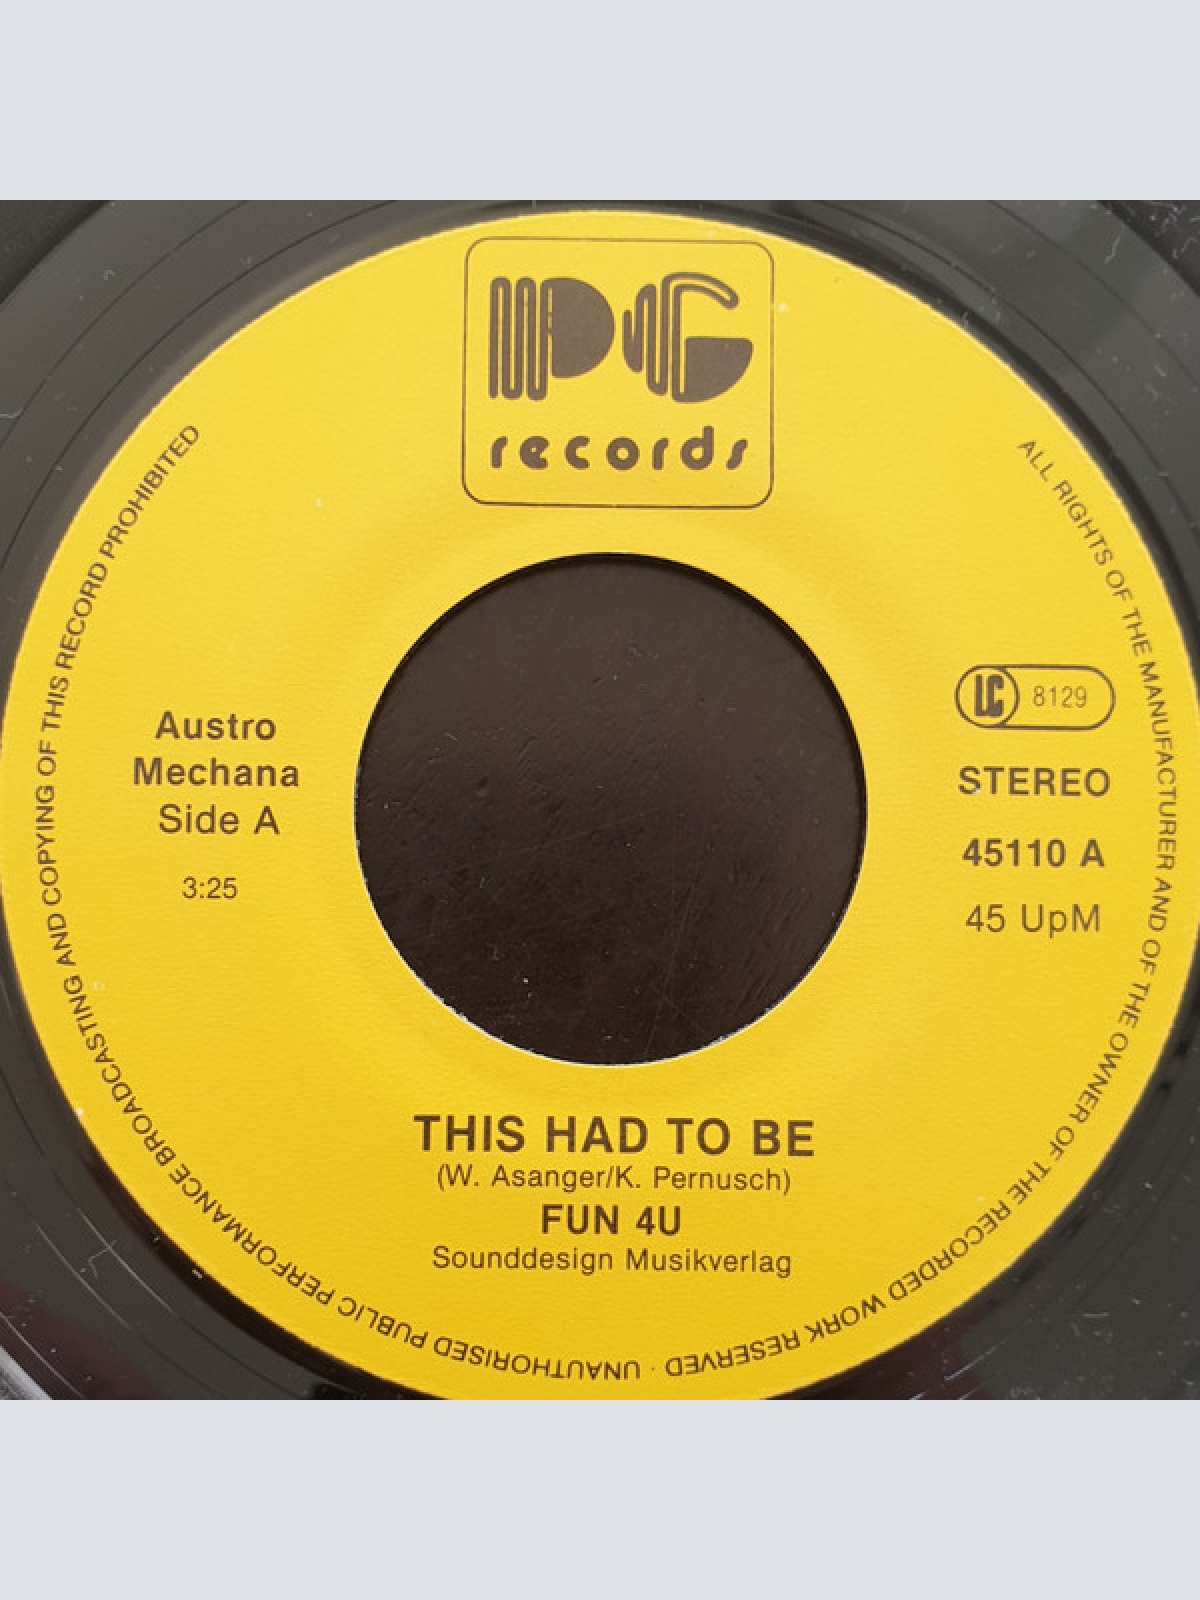 PG
records
Austro
Mechana
Side A
3:25
LC 8129
STEREO
45110 A
45 UpM
THIS HAD TO BE
(W. Asanger/K. Pernusch)
FUN 4U
Sounddesign Musikverlag
ALL RIGHTS OF THE MANUFACTURER AND OF THE OWNER OF THE RECORDED WORK RESERVED · UNAUTHORISED PUBLIC PERFORMANCE BROADCASTING AND COPYING OF THIS RECORD PROHIBITED